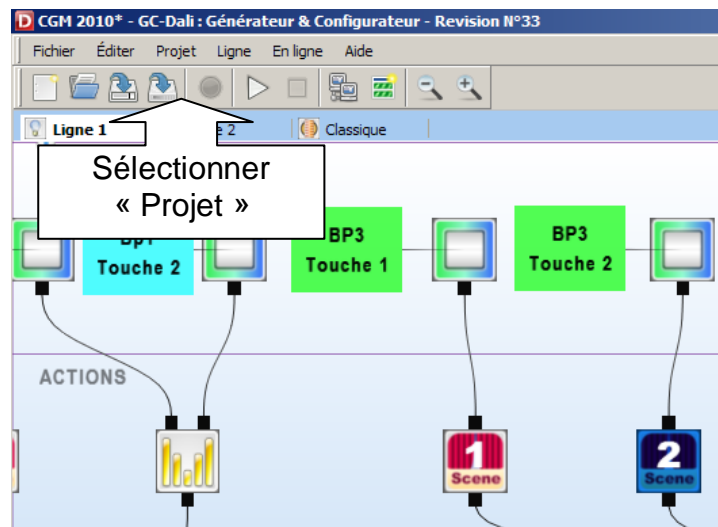 CGM 2010* - GC-Dali : Générateur & Configurateur - Revision N°33
Fichier Éditer Projet Ligne En ligne Aide
Ligne 1 e 2 Classique
Sélectionner
« Projet »
Touche 2
BP3
Touche 1
BP3
Touche 2
ACTIONS
1
Scene
2
Scene